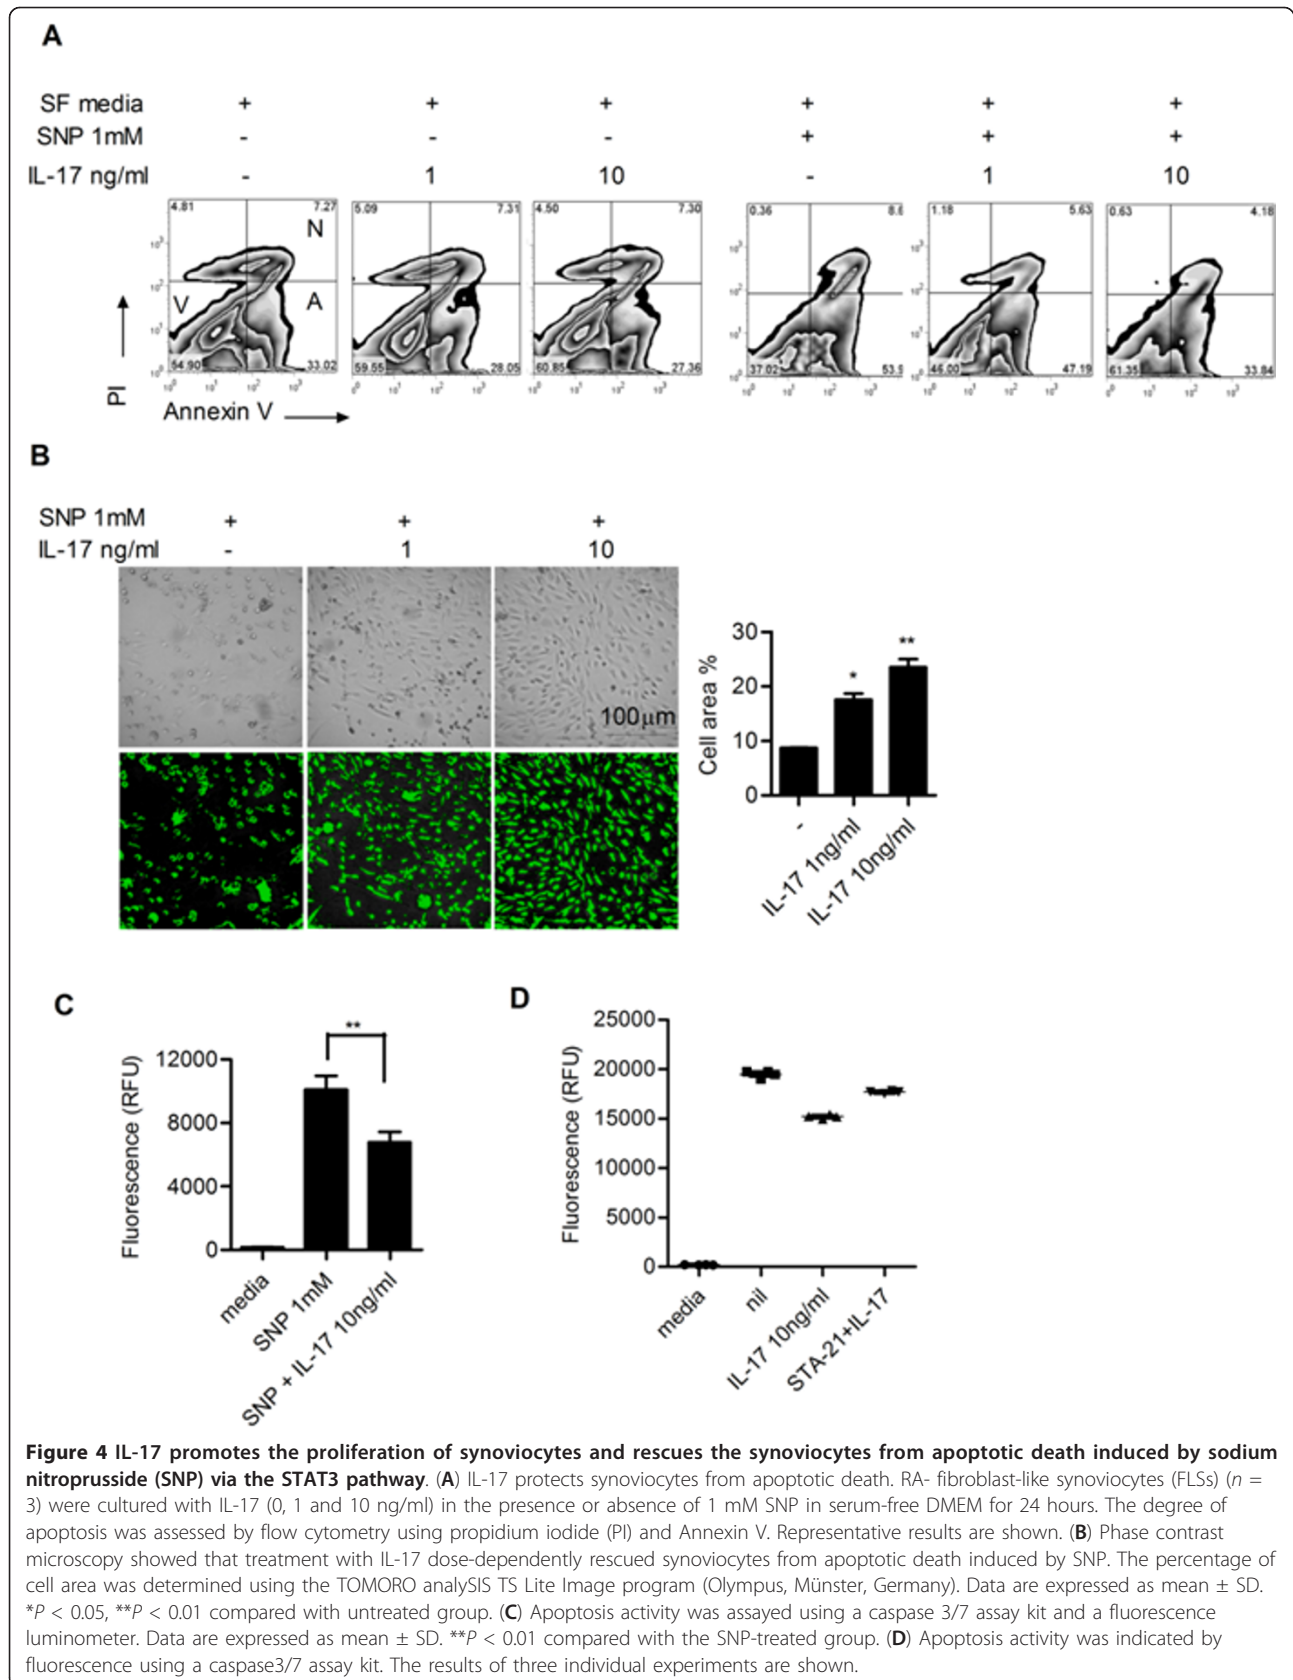 A
SF media + + + + + +
SNP 1mM - - - + + +
IL-17 ng/ml - 1 10 - 1 10
4.81 7.27 5.09 7.31 4.50 7.30 0.36 8.6 1.18 5.63 0.63 4.18
N
V A
54.90 33.02 59.55 28.05 60.85 27.36 37.02 53.9 46.00 47.19 61.35 33.84
PI
Annexin V
B
SNP 1mM + + +
IL-17 ng/ml - 1 10
100μm
Cell area %
30
20
10
0
* **
- IL-17 1ng/ml IL-17 10ng/ml
C
Fluorescence (RFU)
12000
8000
4000
0
**
media SNP 1mM SNP + IL-17 10ng/ml
D
Fluorescence (RFU)
25000
20000
15000
10000
5000
0
media nil IL-17 10ng/ml STA-21+IL-17
Figure 4 IL-17 promotes the proliferation of synoviocytes and rescues the synoviocytes from apoptotic death induced by sodium
nitroprusside (SNP) via the STAT3 pathway. (A) IL-17 protects synoviocytes from apoptotic death. RA- fibroblast-like synoviocytes (FLSs) (n =
3) were cultured with IL-17 (0, 1 and 10 ng/ml) in the presence or absence of 1 mM SNP in serum-free DMEM for 24 hours. The degree of
apoptosis was assessed by flow cytometry using propidium iodide (PI) and Annexin V. Representative results are shown. (B) Phase contrast
microscopy showed that treatment with IL-17 dose-dependently rescued synoviocytes from apoptotic death induced by SNP. The percentage of
cell area was determined using the TOMORO analySIS TS Lite Image program (Olympus, Münster, Germany). Data are expressed as mean ± SD.
*P < 0.05, **P < 0.01 compared with untreated group. (C) Apoptosis activity was assayed using a caspase 3/7 assay kit and a fluorescence
luminometer. Data are expressed as mean ± SD. **P < 0.01 compared with the SNP-treated group. (D) Apoptosis activity was indicated by
fluorescence using a caspase3/7 assay kit. The results of three individual experiments are shown.